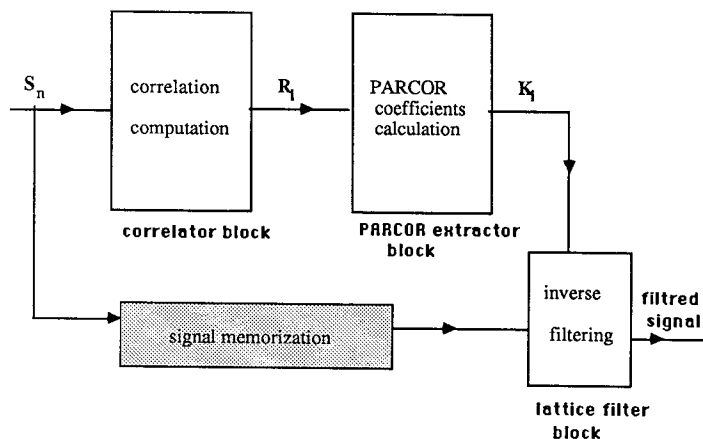 S_n
correlation
computation
correlator block
R_i
PARCOR
coefficients
calculation
PARCOR extractor
block
K_i
signal memorization
inverse
filtering
lattice filter
block
filtred
signal